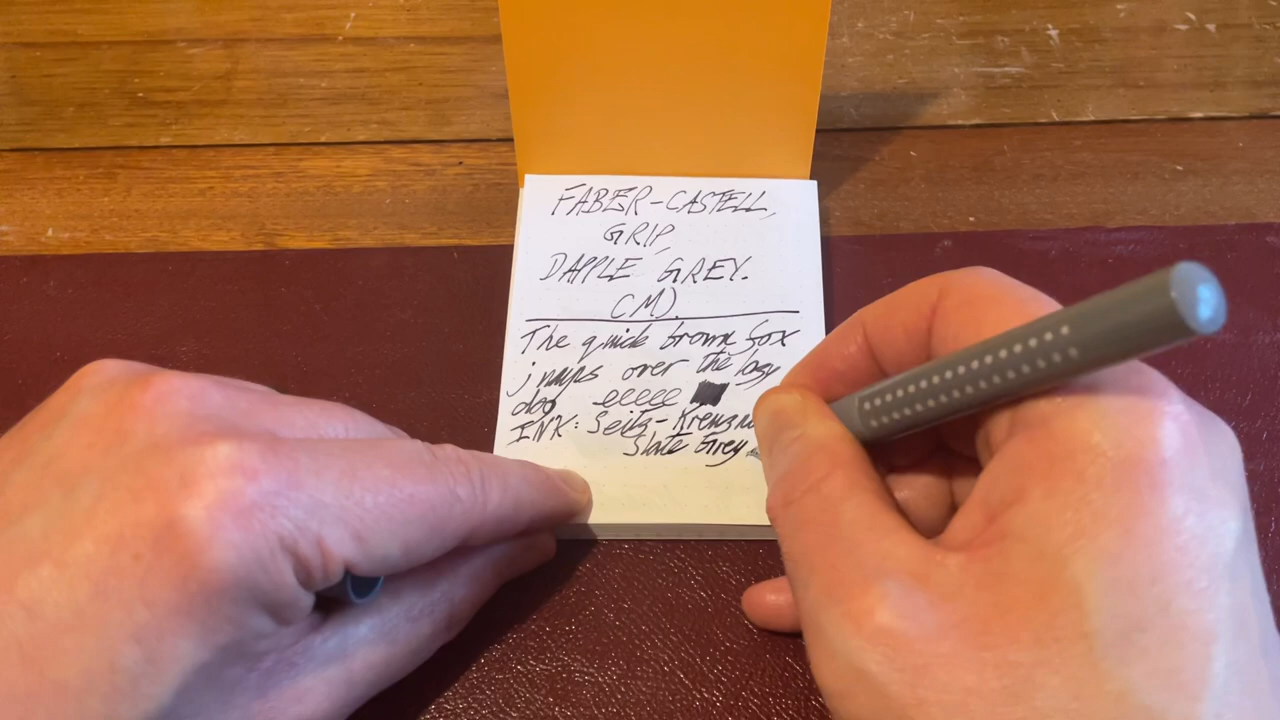 FABER-CASTELL,
GRIP,
DAPPLE GREY.
(M).
The quick brown fox
jumps over the lazy
dog eeeee
INK: Seitz-Kreuzn
Slate Grey